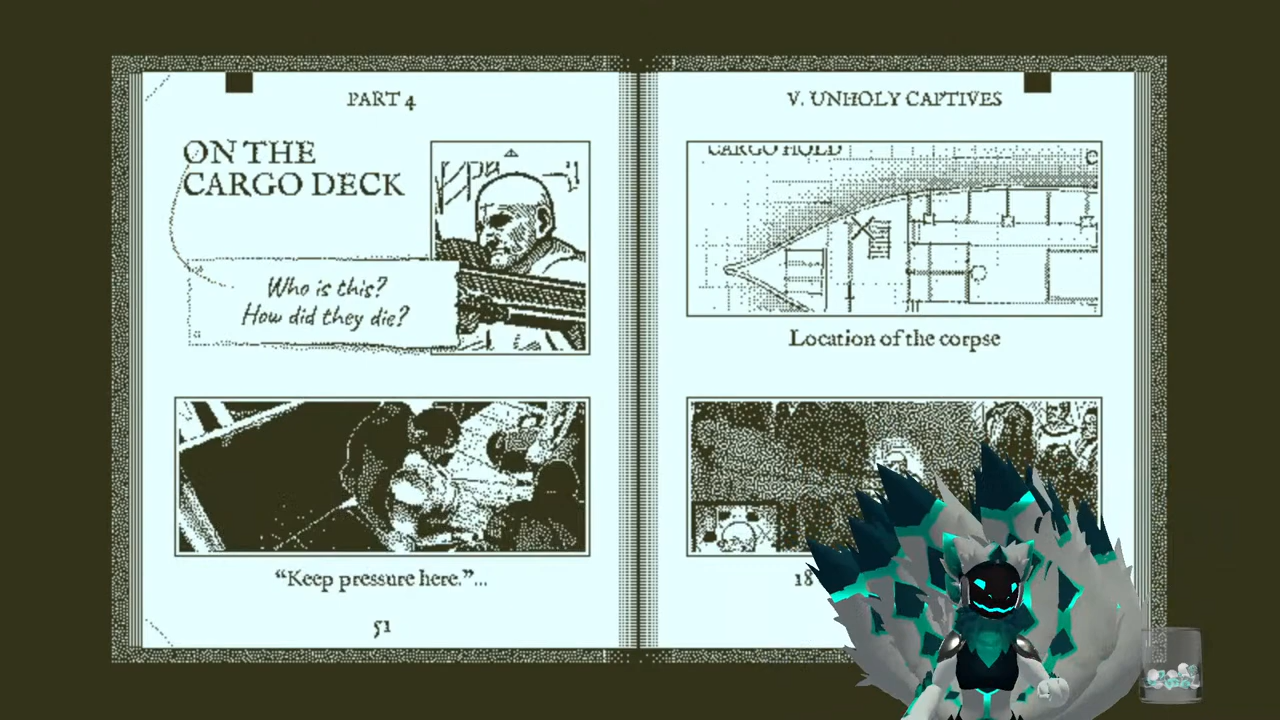 PART 4
ON THE
CARGO DECK
Who is this?
How did they die?
"Keep pressure here."...
51
V. UNHOLY CAPTIVES
CARGO HOLD
Location of the corpse
18